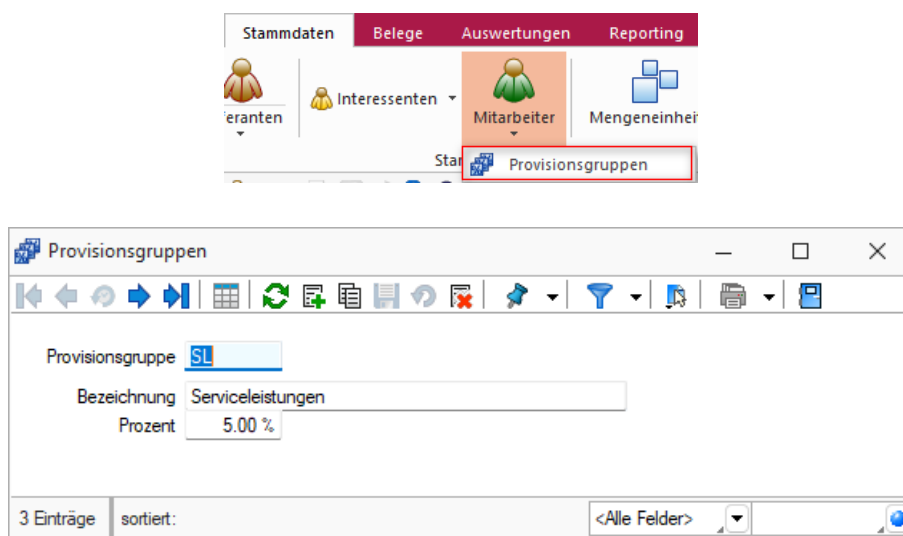 Stammdaten Belege Auswertungen Reporting
eranten Interessenten Mitarbeiter Mengeneinhei
Star
Provisionsgruppen
Provisionsgruppen
Provisionsgruppe SL
Bezeichnung Serviceleistungen
Prozent 5.00 %
3 Einträge sortiert: <Alle Felder>